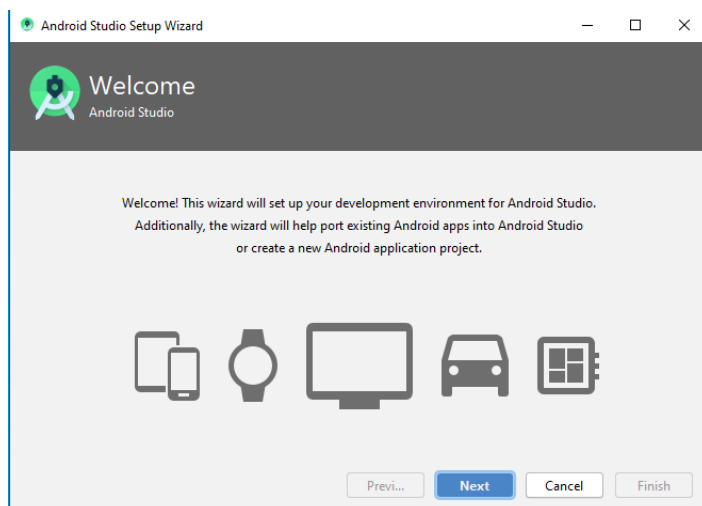 Android Studio Setup Wizard
Welcome
Android Studio
Welcome! This wizard will set up your development environment for Android Studio.
Additionally, the wizard will help port existing Android apps into Android Studio
or create a new Android application project.
Previ... Next Cancel Finish